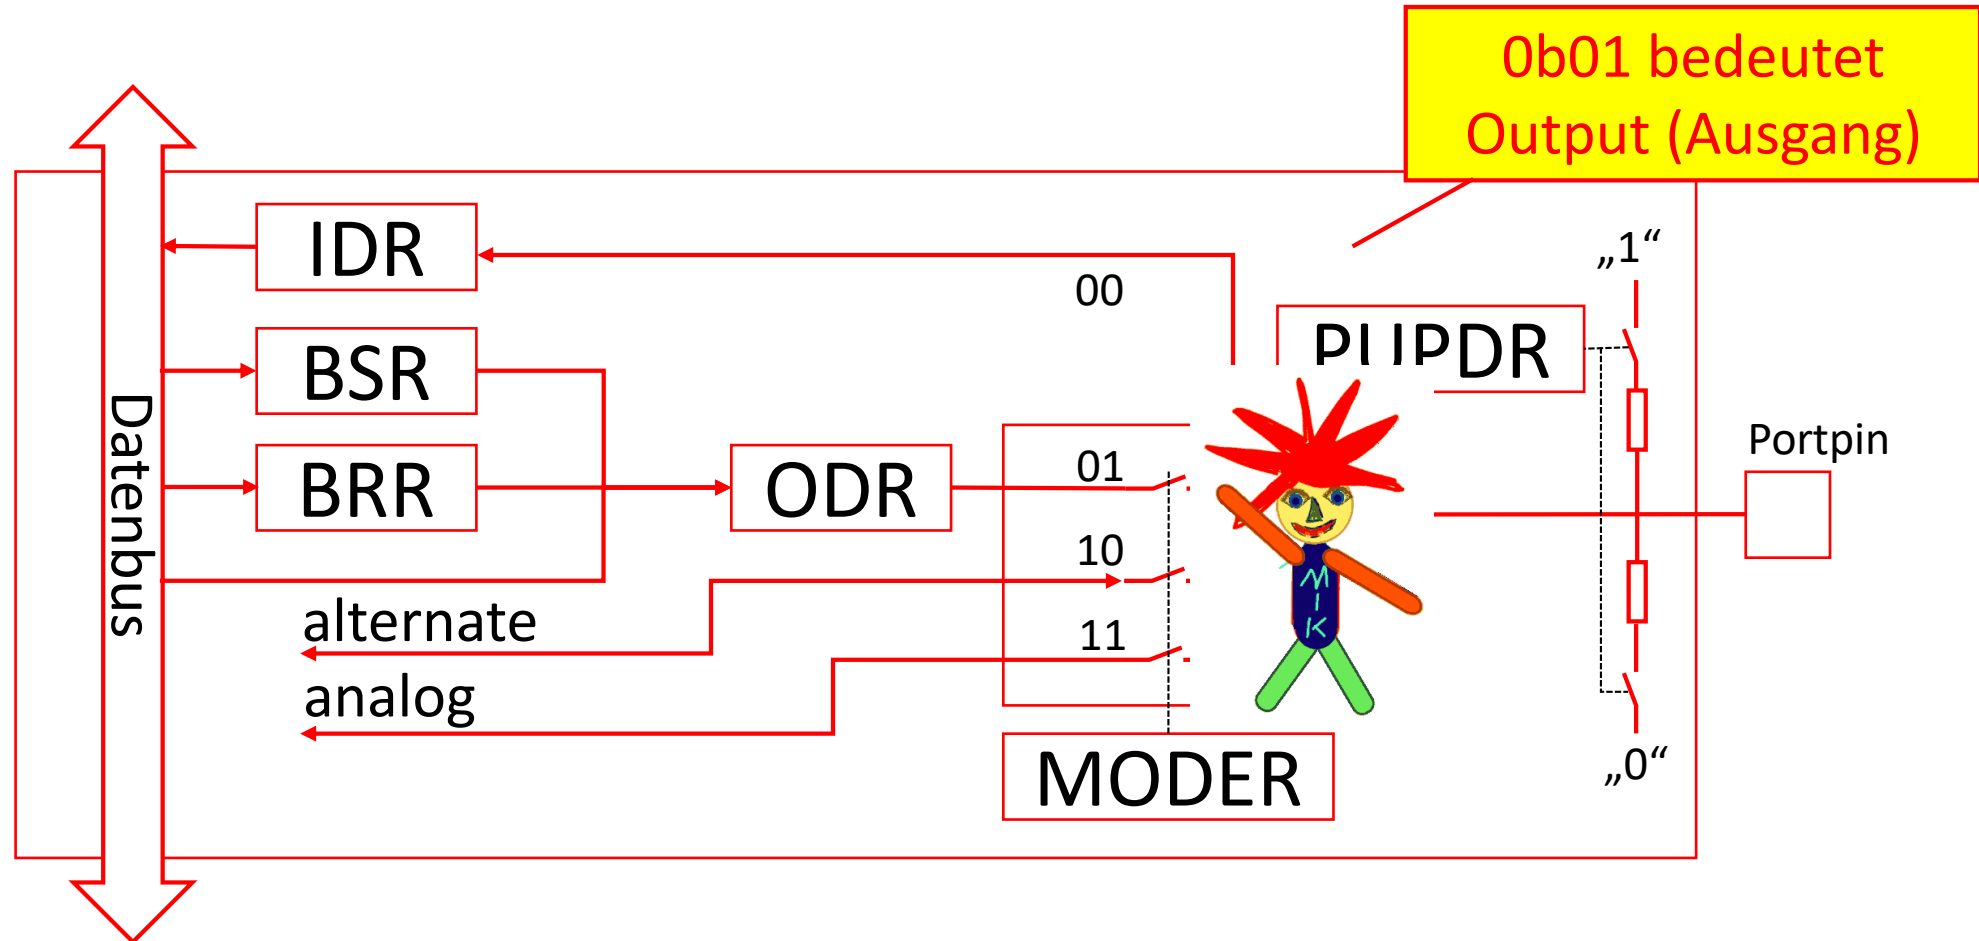 0b01 bedeutet
Output (Ausgang)
IDR
„1“
00
PUPDR
BSR
Datenbus
Portpin
01
BRR
ODR
10
MIK
alternate
11
analog
MODER
„0“